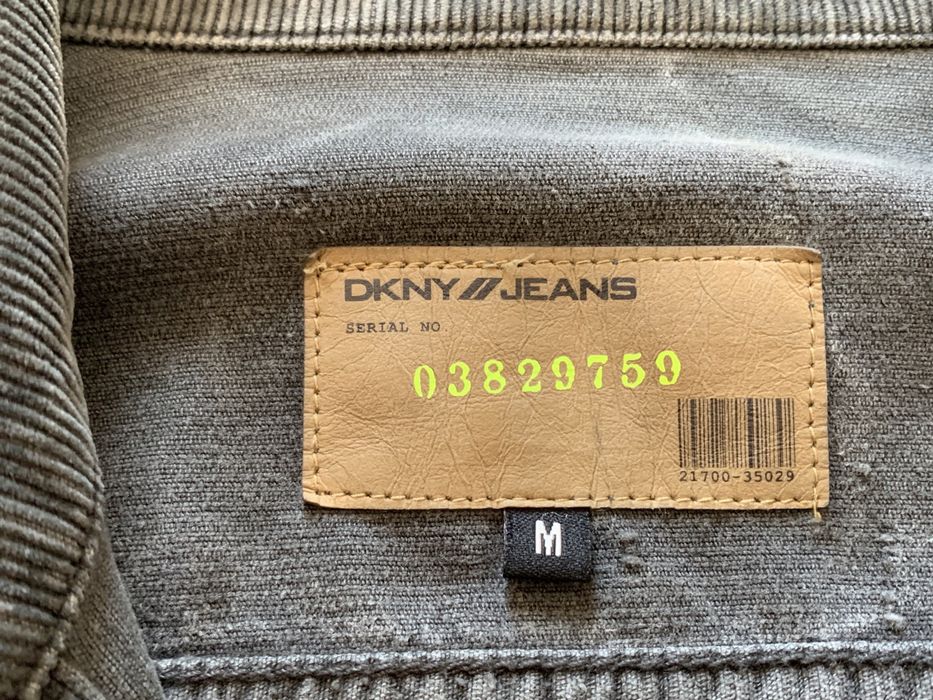 DKNY//JEANS
SERIAL NO.
03829759
21700-35029
M